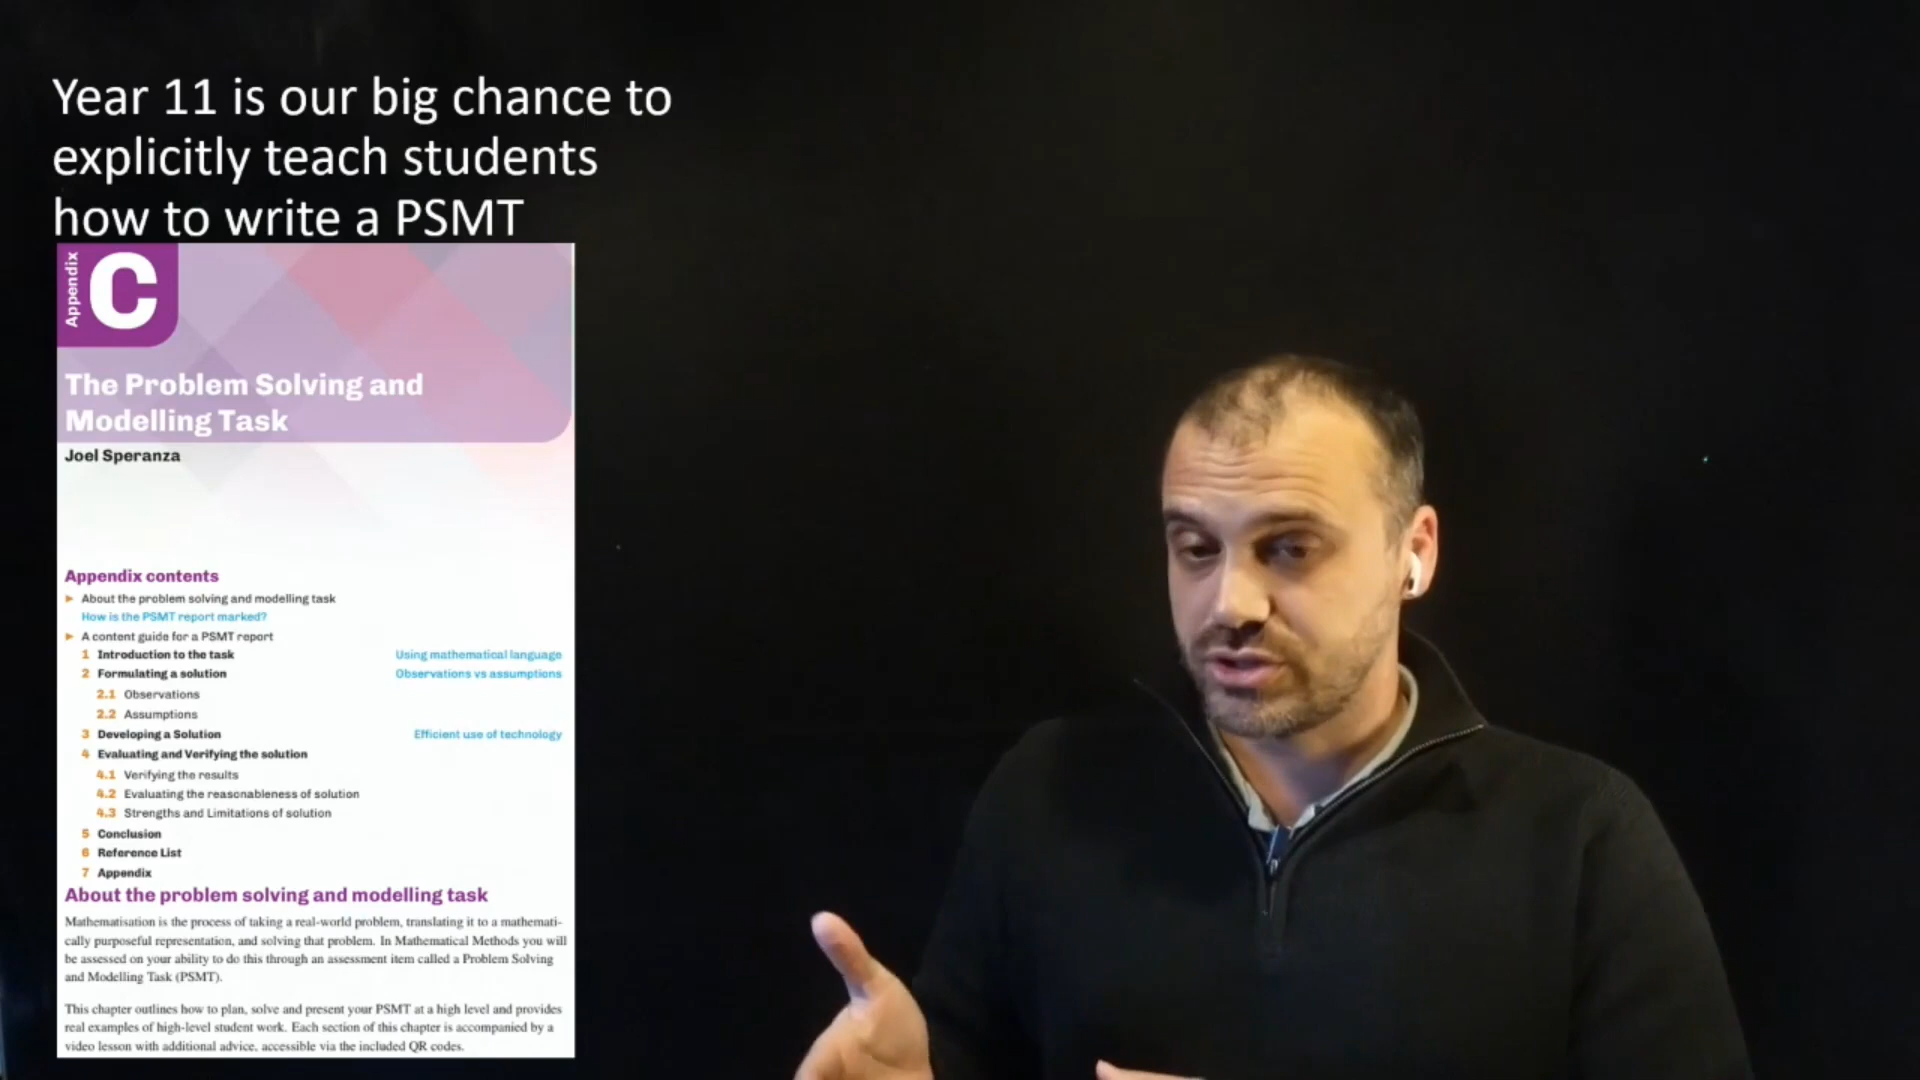 Year 11 is our big chance to
explicitly teach students
how to write a PSMT
Appendix
C
The Problem Solving and
Modelling Task
Joel Speranza
Appendix contents
▶ About the problem solving and modelling task
How is the PSMT report marked?
▶ A content guide for a PSMT report
1 Introduction to the task Using mathematical language
2 Formulating a solution Observations vs assumptions
2.1 Observations
2.2 Assumptions
3 Developing a Solution Efficient use of technology
4 Evaluating and Verifying the solution
4.1 Verifying the results
4.2 Evaluating the reasonableness of solution
4.3 Strengths and Limitations of solution
5 Conclusion
6 Reference List
7 Appendix
About the problem solving and modelling task
Mathematisation is the process of taking a real-world problem, translating it to a mathemati-
cally purposeful representation, and solving that problem. In Mathematical Methods you will
be assessed on your ability to do this through an assessment item called a Problem Solving
and Modelling Task (PSMT).
This chapter outlines how to plan, solve and present your PSMT at a high level and provides
real examples of high-level student work. Each section of this chapter is accompanied by a
video lesson with additional advice, accessible via the included QR codes.